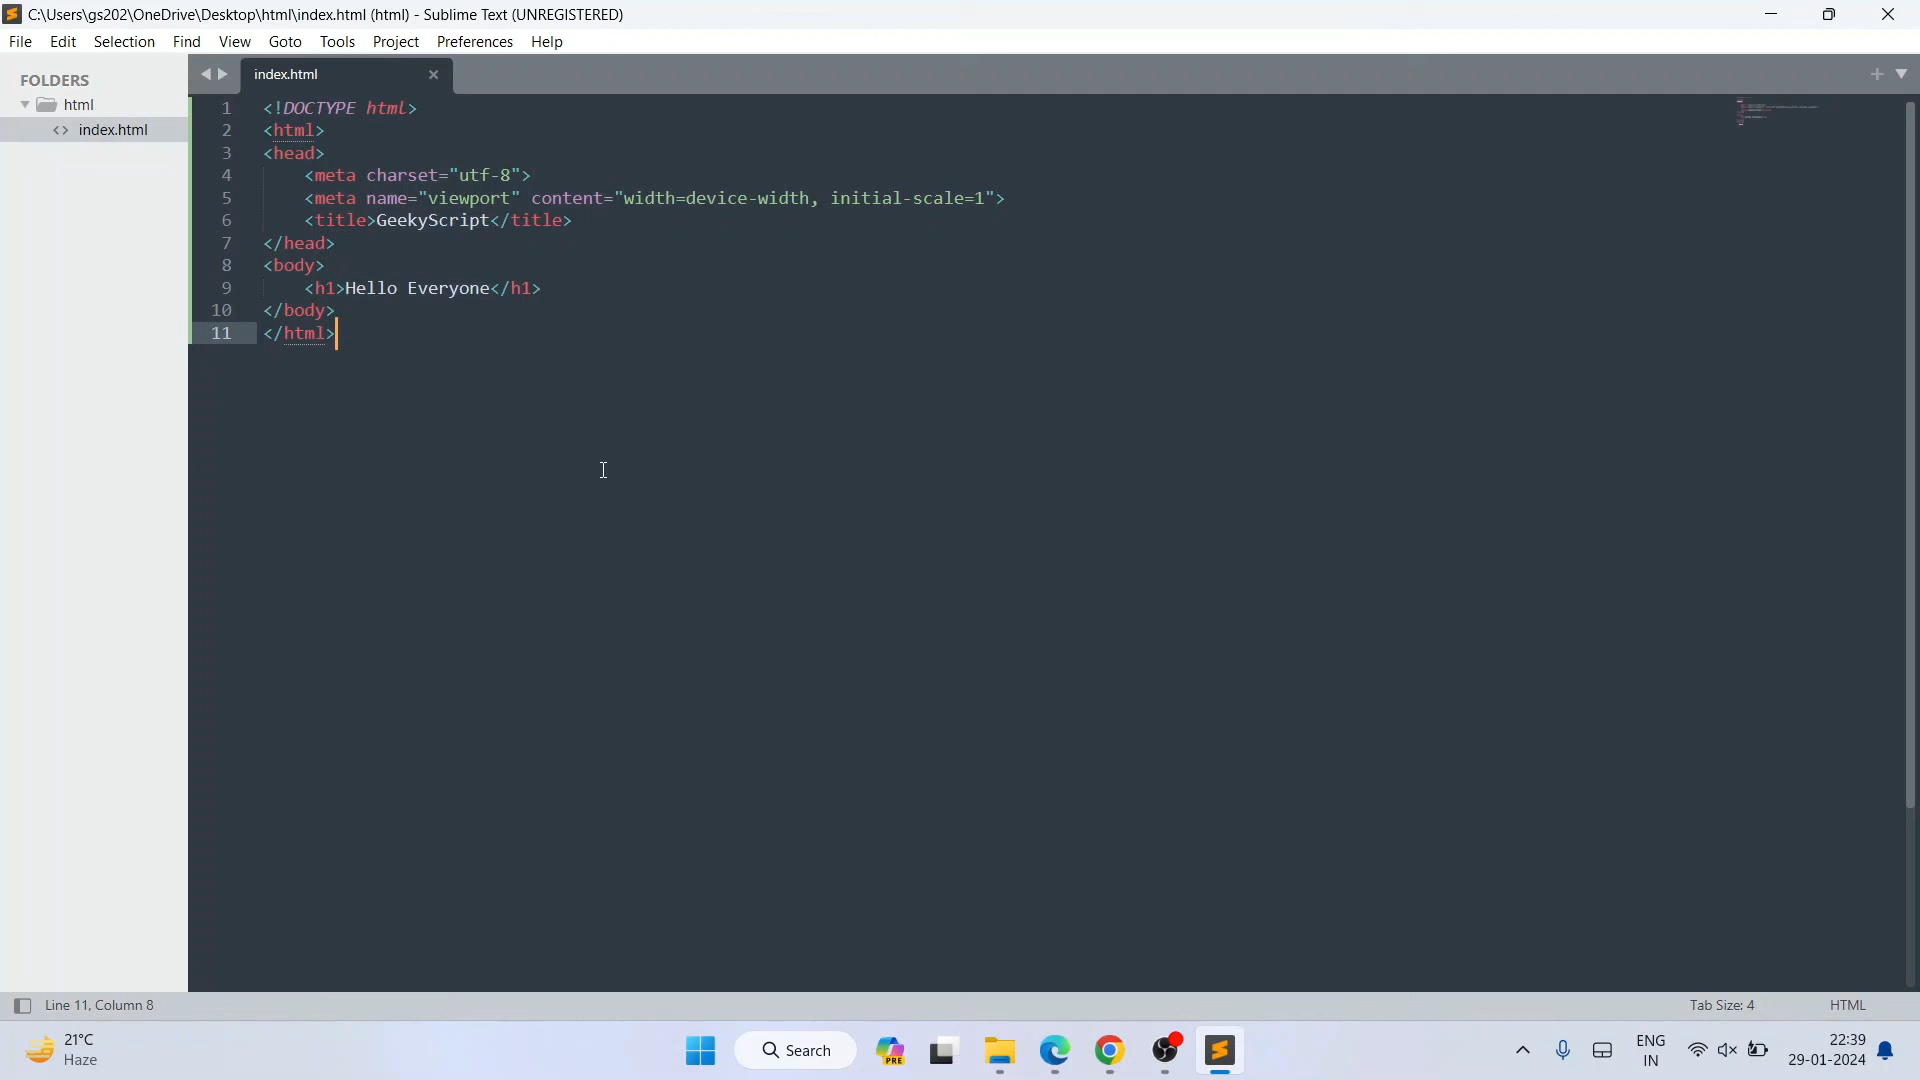 C:\Users\gs202\OneDrive\Desktop\html\index.html (html) - Sublime Text (UNREGISTERED)
File Edit Selection Find View Goto Tools Project Preferences Help
FOLDERS
html
index.html
index.html
1 <!DOCTYPE html>
2 <html>
3 <head>
4 <meta charset="utf-8">
5 <meta name="viewport" content="width=device-width, initial-scale=1">
6 <title>GeekyScript</title>
7 </head>
8 <body>
9 <h1>Hello Everyone</h1>
10 </body>
11 </html>
Line 11, Column 8
Tab Size: 4
HTML
21°C
Haze
Search
PRE
ENG
IN
22:39
29-01-2024